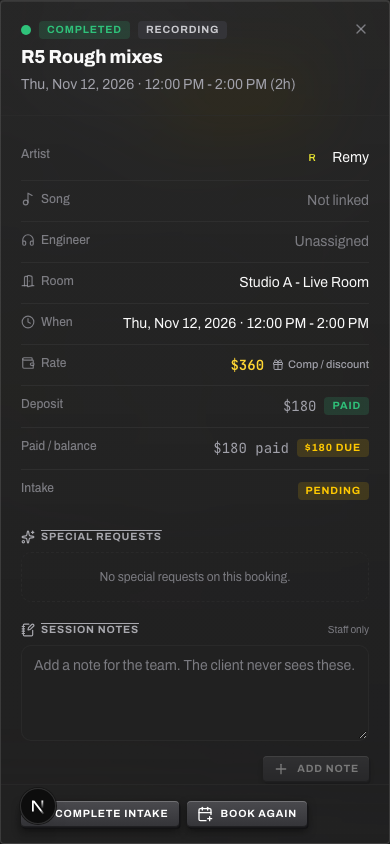 COMPLETED RECORDING
R5 Rough mixes
Thu, Nov 12, 2026 · 12:00 PM - 2:00 PM (2h)
Artist R Remy
Song Not linked
Engineer Unassigned
Room Studio A - Live Room
When Thu, Nov 12, 2026 · 12:00 PM - 2:00 PM
Rate $360 Comp / discount
Deposit $180 PAID
Paid / balance $180 paid $180 DUE
Intake PENDING
SPECIAL REQUESTS
No special requests on this booking.
SESSION NOTES Staff only
Add a note for the team. The client never sees these.
ADD NOTE
N COMPLETE INTAKE BOOK AGAIN